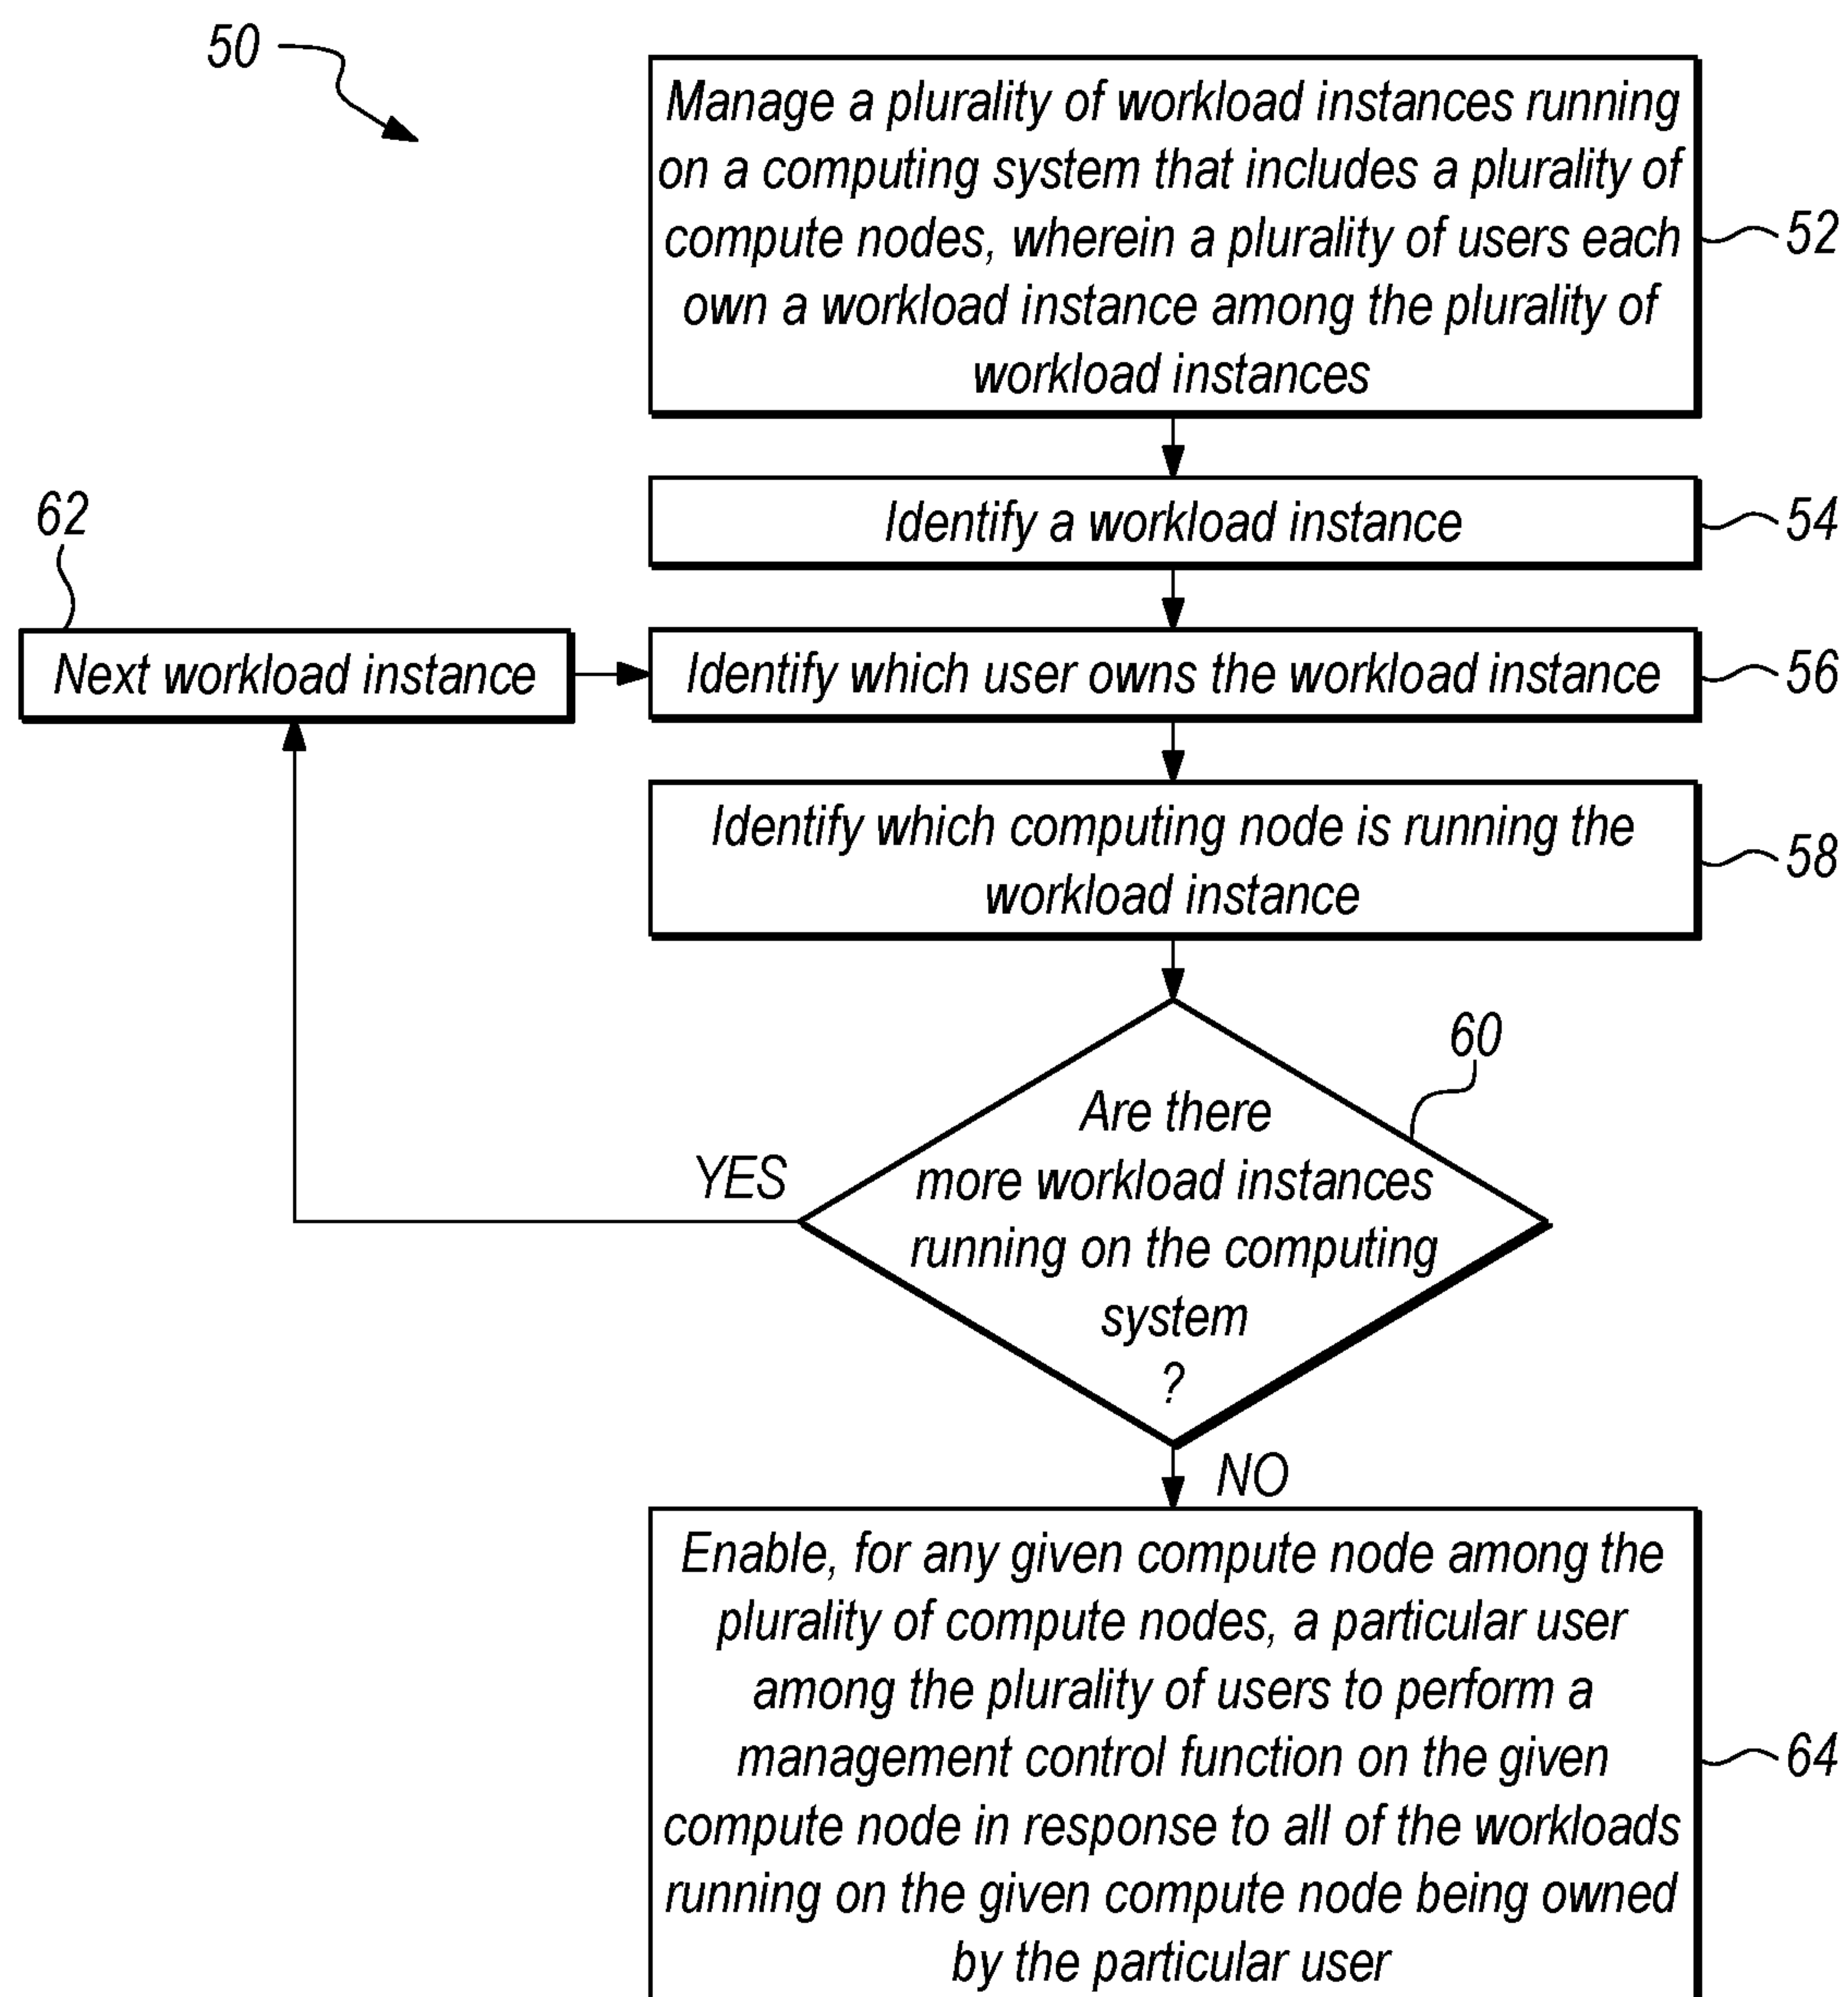 50
Manage a plurality of workload instances running
on a computing system that includes a plurality of
compute nodes, wherein a plurality of users each
own a workload instance among the plurality of
workload instances
52
Identify a workload instance
54
62
Next workload instance
Identify which user owns the workload instance
56
Identify which computing node is running the
workload instance
58
60
Are there
more workload instances
running on the computing
system
?
YES
NO
Enable, for any given compute node among the
plurality of compute nodes, a particular user
among the plurality of users to perform a
management control function on the given
compute node in response to all of the workloads
running on the given compute node being owned
by the particular user
64